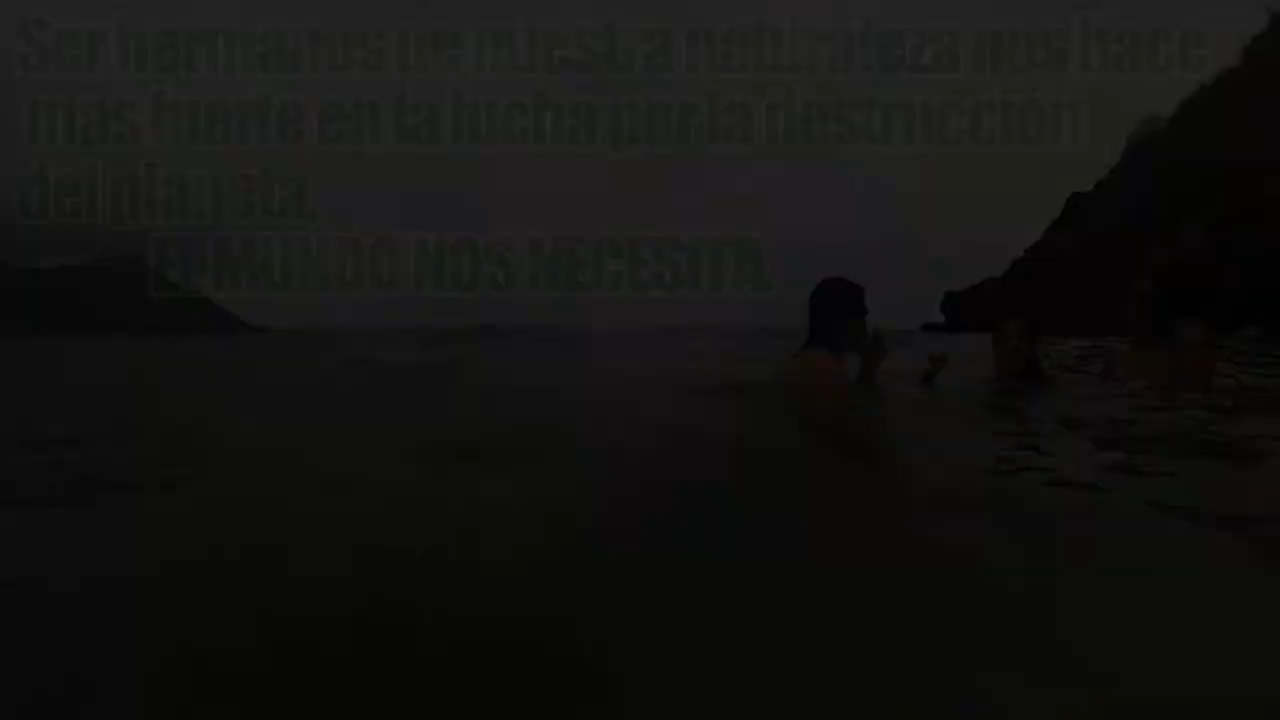 Ser hermanos de nuestra naturaleza nos hace
mas fuerte en la lucha por la destrucción
del planeta.
EL MUNDO NOS NECESITA.